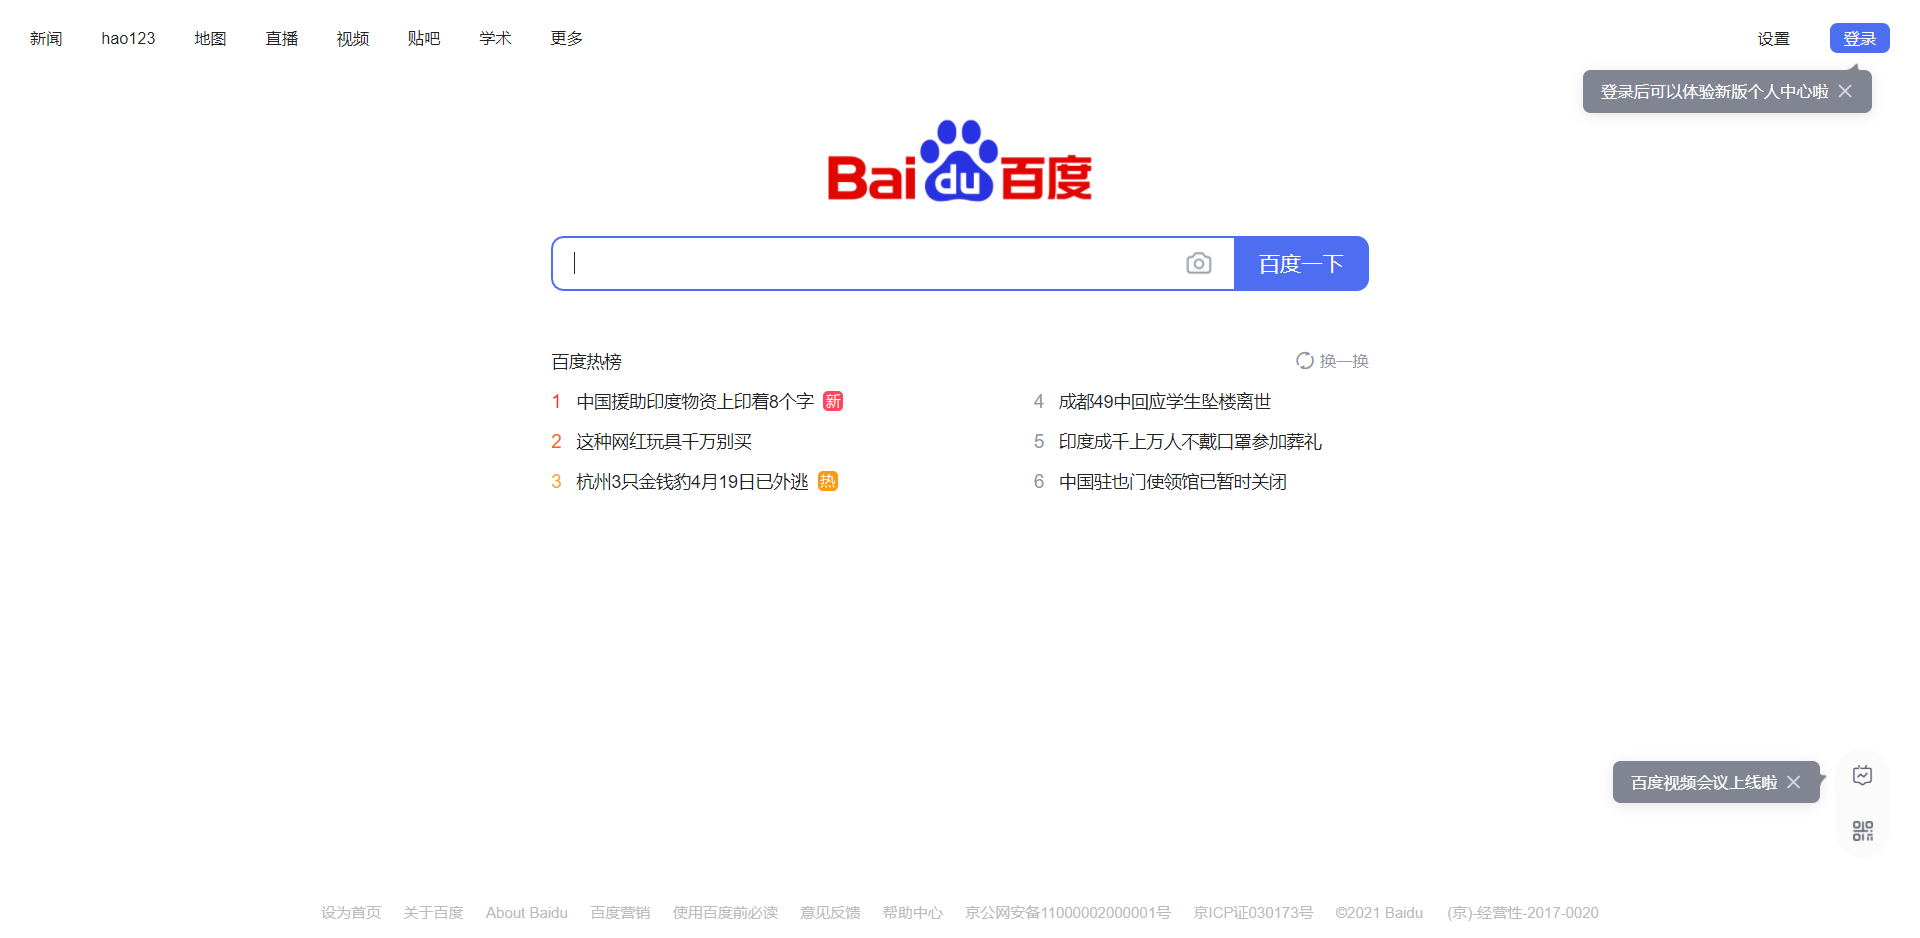 新闻 hao123 地图 直播 视频 贴吧 学术 更多 设置 登录
登录后可以体验新版个人中心啦
Bai du 百度
百度一下
百度热榜 换一换
1 中国援助印度物资上印着8个字 新
2 这种网红玩具千万别买
3 杭州3只金钱豹4月19日已外逃 热
4 成都49中回应学生坠楼离世
5 印度成千上万人不戴口罩参加葬礼
6 中国驻也门使领馆已暂时关闭
百度视频会议上线啦
设为首页 关于百度 About Baidu 百度营销 使用百度前必读 意见反馈 帮助中心 京公网安备11000002000001号 京ICP证030173号 ©2021 Baidu (京)-经营性-2017-0020